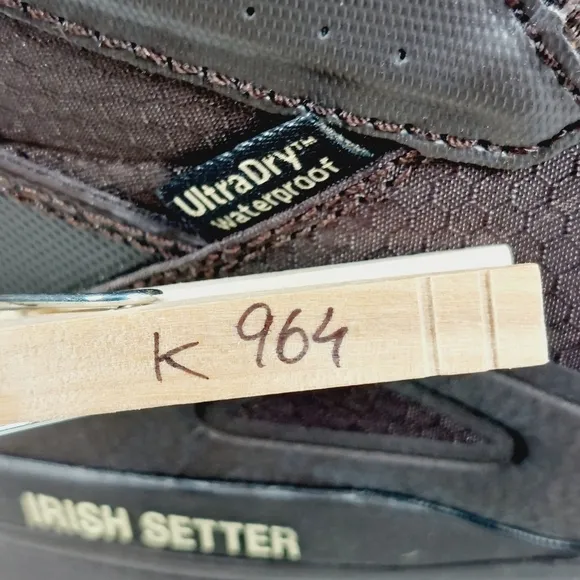 UltraDry™
waterproof
K 964
IRISH SETTER